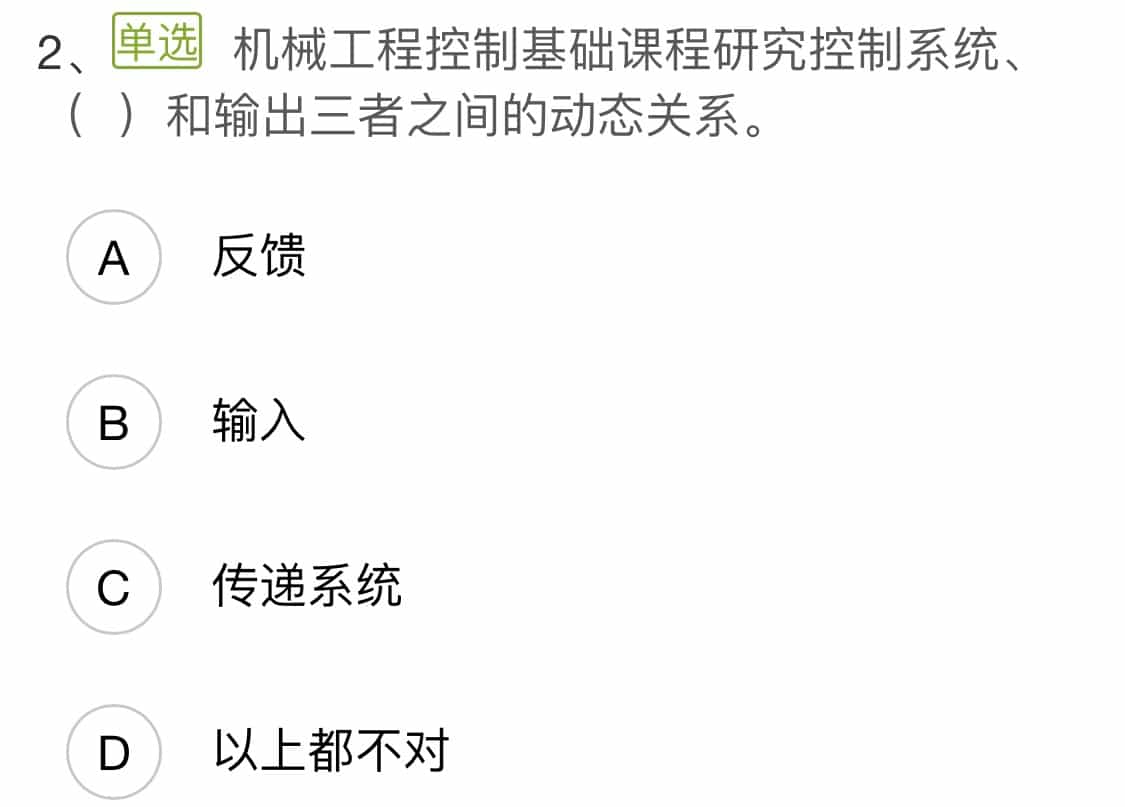 2、单选 机械工程控制基础课程研究控制系统、
（ ）和输出三者之间的动态关系。
A 反馈
B 输入
C 传递系统
D 以上都不对